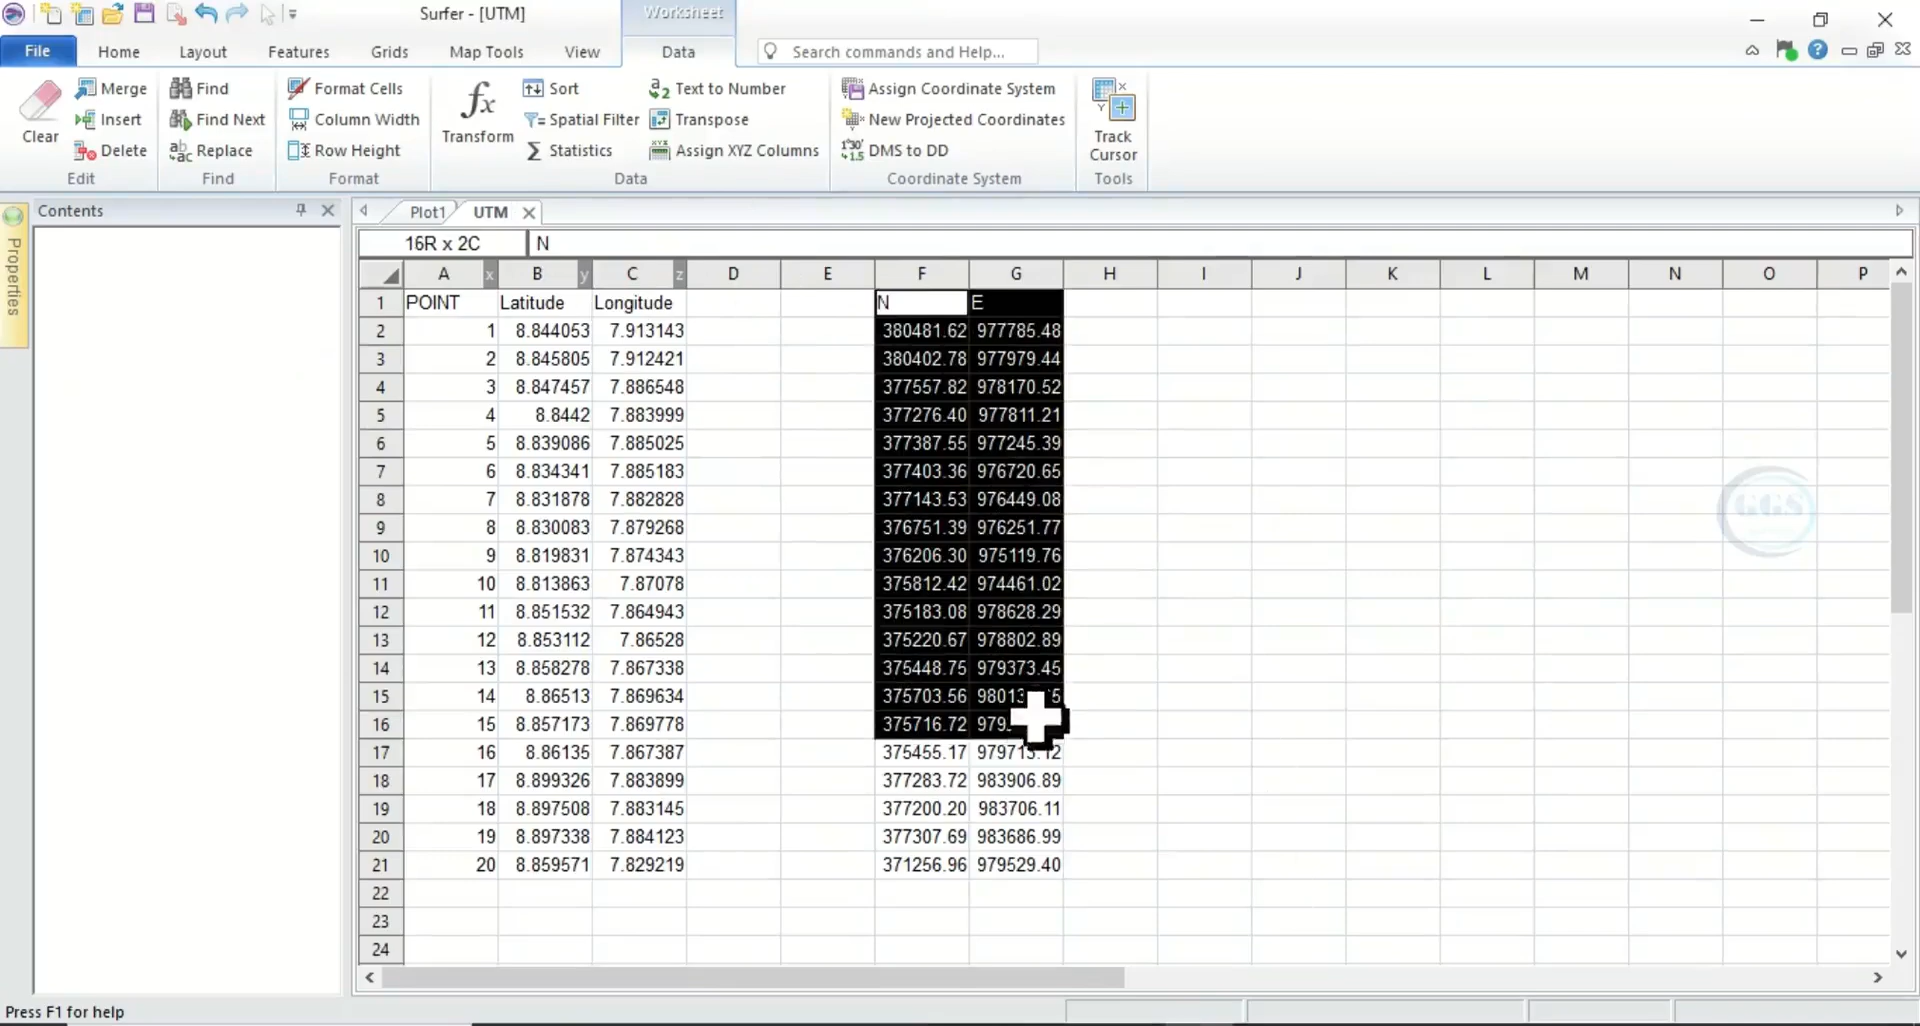 Surfer - [UTM]
Worksheet
File Home Layout Features Grids Map Tools View Data Search commands and Help...
Clear Merge Insert Delete Edit
Find Find Next Replace Find
Format Cells Column Width Row Height Format
Transform Sort Spatial Filter Statistics Text to Number Transpose Assign XYZ Columns Data
Assign Coordinate System New Projected Coordinates DMS to DD Coordinate System
Track Cursor Tools
Properties
Contents
Plot1 UTM
16R x 2C N
A x B y C z D E F G H I J K L M N O P
1 POINT Latitude Longitude N E
2 1 8.844053 7.913143 380481.62 977785.48
3 2 8.845805 7.912421 380402.78 977979.44
4 3 8.847457 7.886548 377557.82 978170.52
5 4 8.8442 7.883999 377276.40 977811.21
6 5 8.839086 7.885025 377387.55 977245.39
7 6 8.834341 7.885183 377403.36 976720.65
8 7 8.831878 7.882828 377143.53 976449.08
9 8 8.830083 7.879268 376751.39 976251.77
10 9 8.819831 7.874343 376206.30 975119.76
11 10 8.813863 7.87078 375812.42 974461.02
12 11 8.851532 7.864943 375183.08 978628.29
13 12 8.853112 7.86528 375220.67 978802.89
14 13 8.858278 7.867338 375448.75 979373.45
15 14 8.86513 7.869634 375703.56
16 15 8.857173 7.869778 375716.72
17 16 8.86135 7.867387 375455.17
18 17 8.899326 7.883899 377283.72 983906.89
19 18 8.897508 7.883145 377200.20 983706.11
20 19 8.897338 7.884123 377307.69 983686.99
21 20 8.859571 7.829219 371256.96 979529.40
22
23
24
Press F1 for help